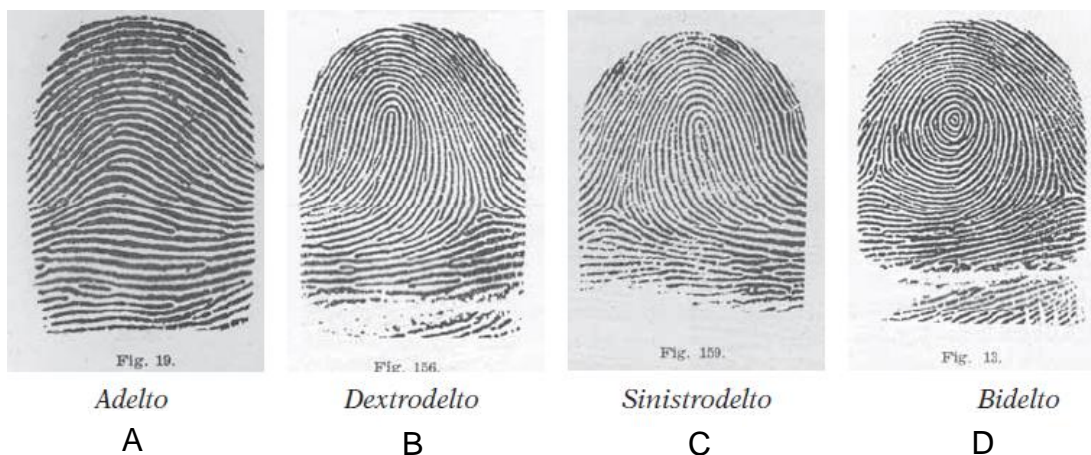 Fig. 19.
Fig. 156.
Fig. 159.
Fig. 13.
Adelto
Dextrodelto
Sinistrodelto
Bidelto
A
B
C
D